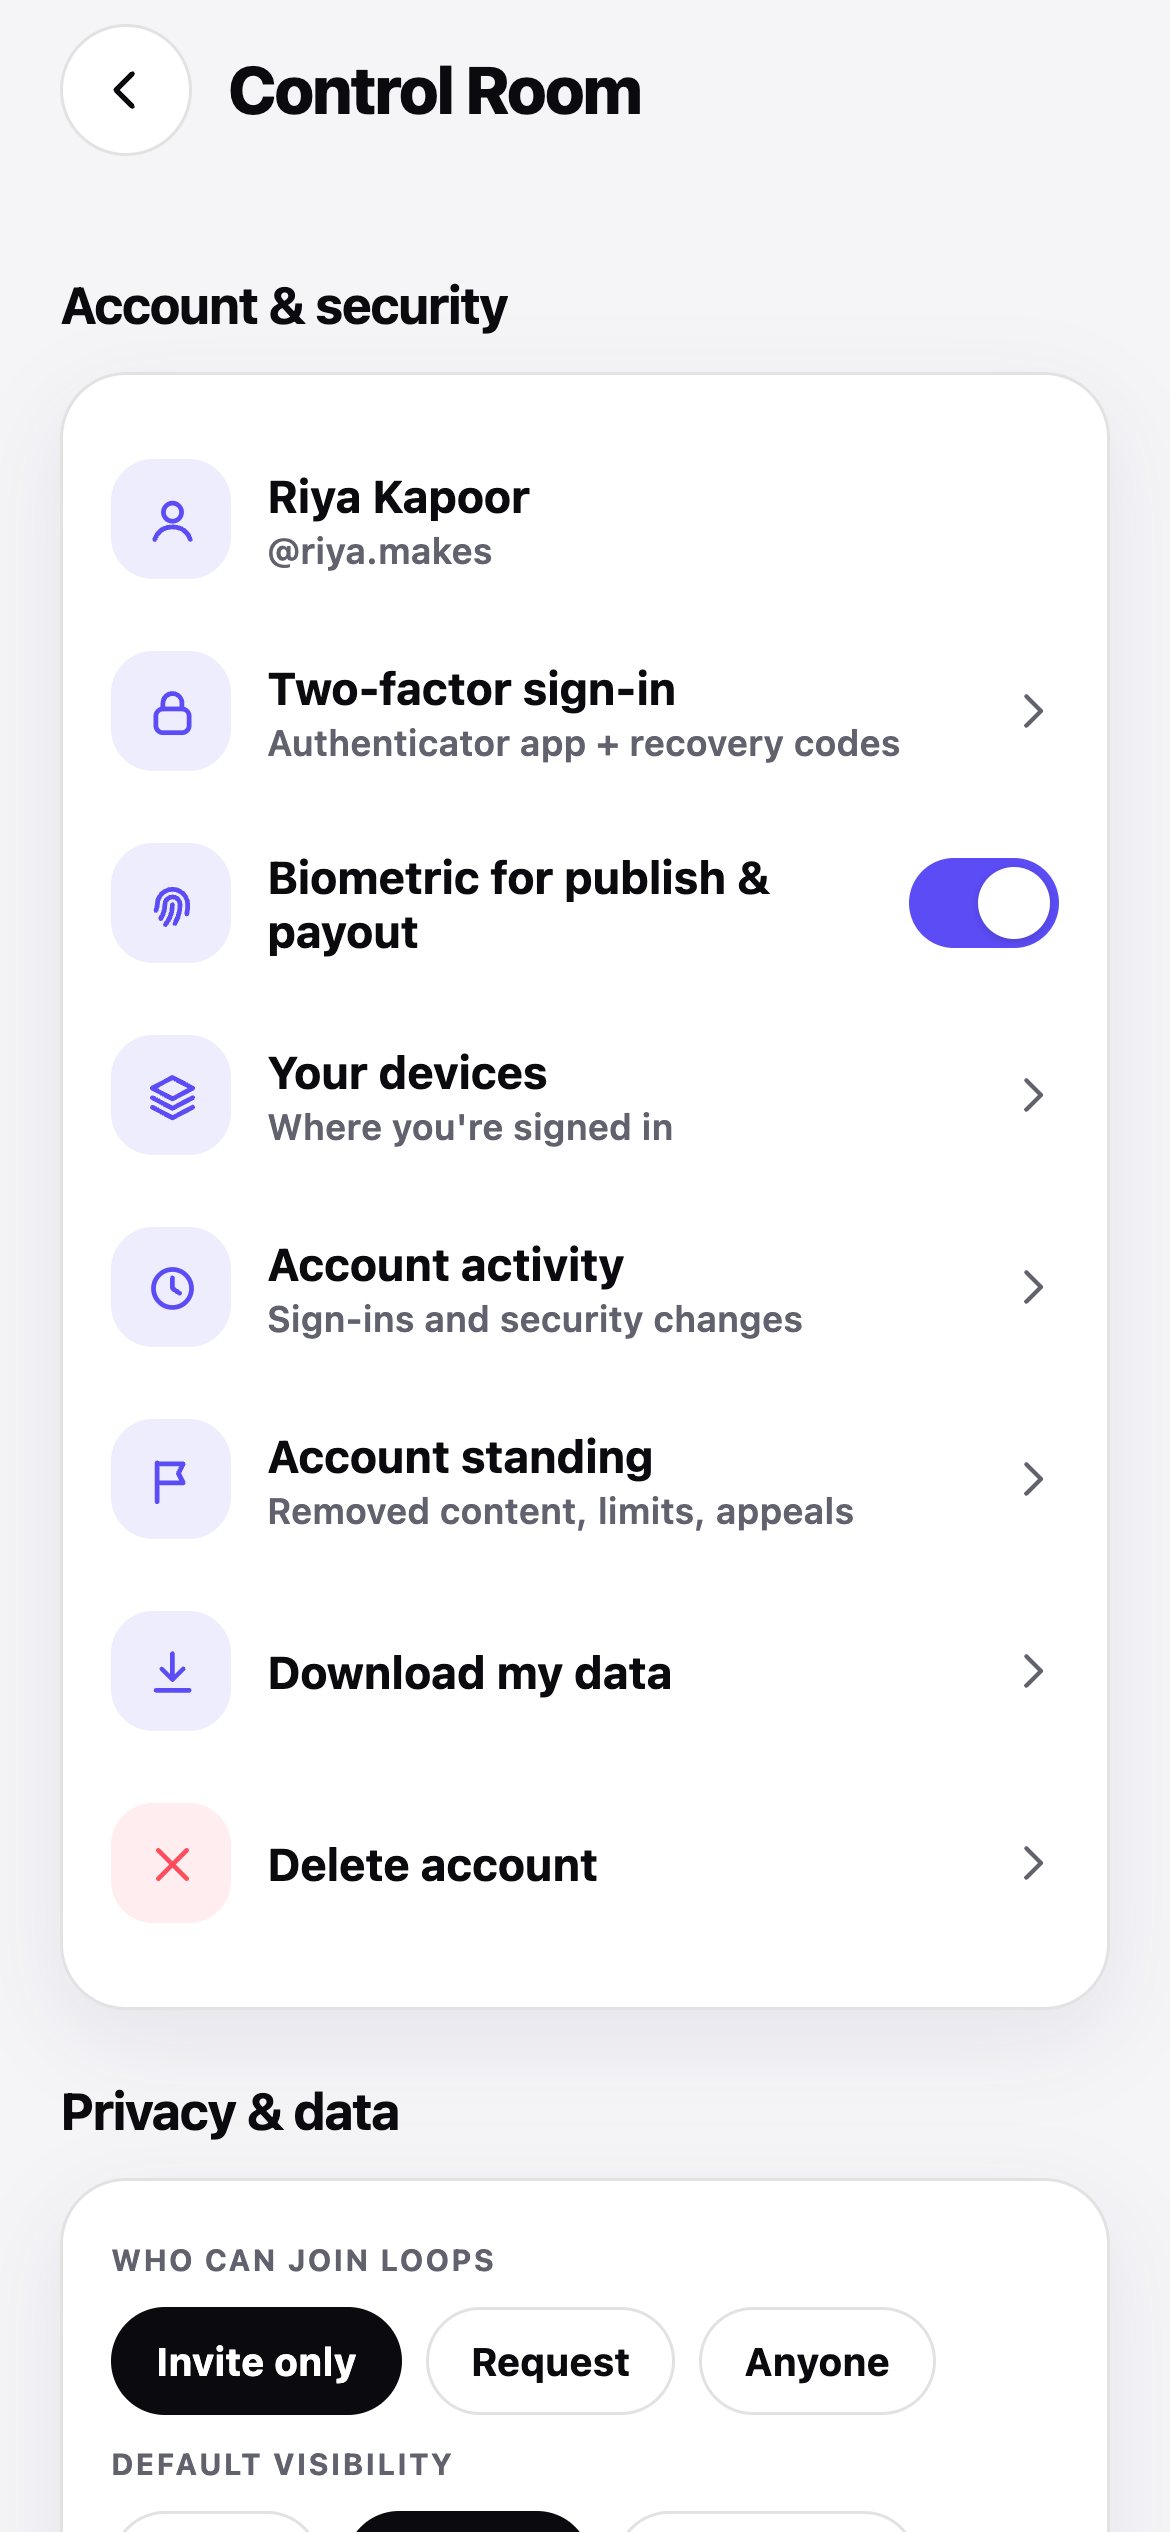 Control Room
Account & security
Riya Kapoor
@riya.makes
Two-factor sign-in
Authenticator app + recovery codes
Biometric for publish &
payout
Your devices
Where you're signed in
Account activity
Sign-ins and security changes
Account standing
Removed content, limits, appeals
Download my data
Delete account
Privacy & data
WHO CAN JOIN LOOPS
Invite only
Request
Anyone
DEFAULT VISIBILITY